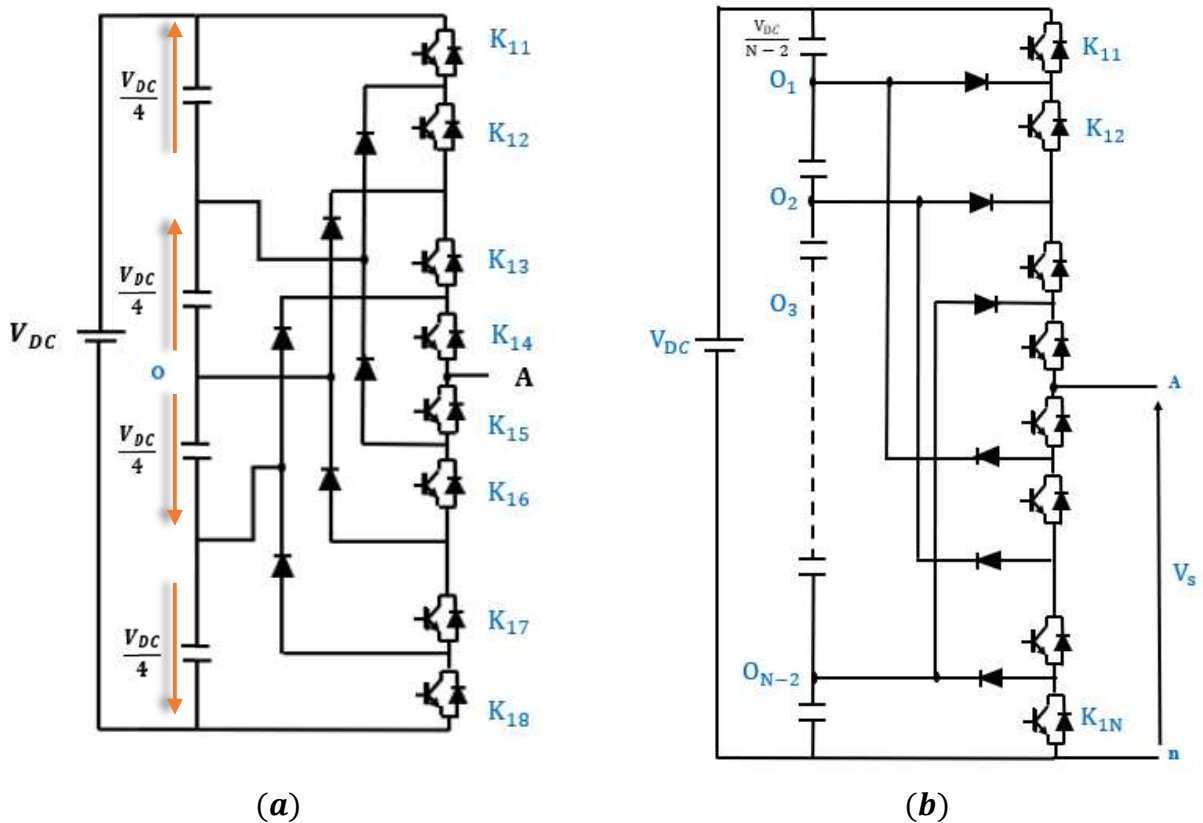 V_DC/4
K11
K12
V_DC/4
K13
V_DC
K14
o
A
V_DC/4
K15
K16
V_DC/4
K17
K18
(a)
V_DC/N−2
K11
O1
K12
O2
O3
V_DC
A
Vs
O_N−2
K1N
n
(b)